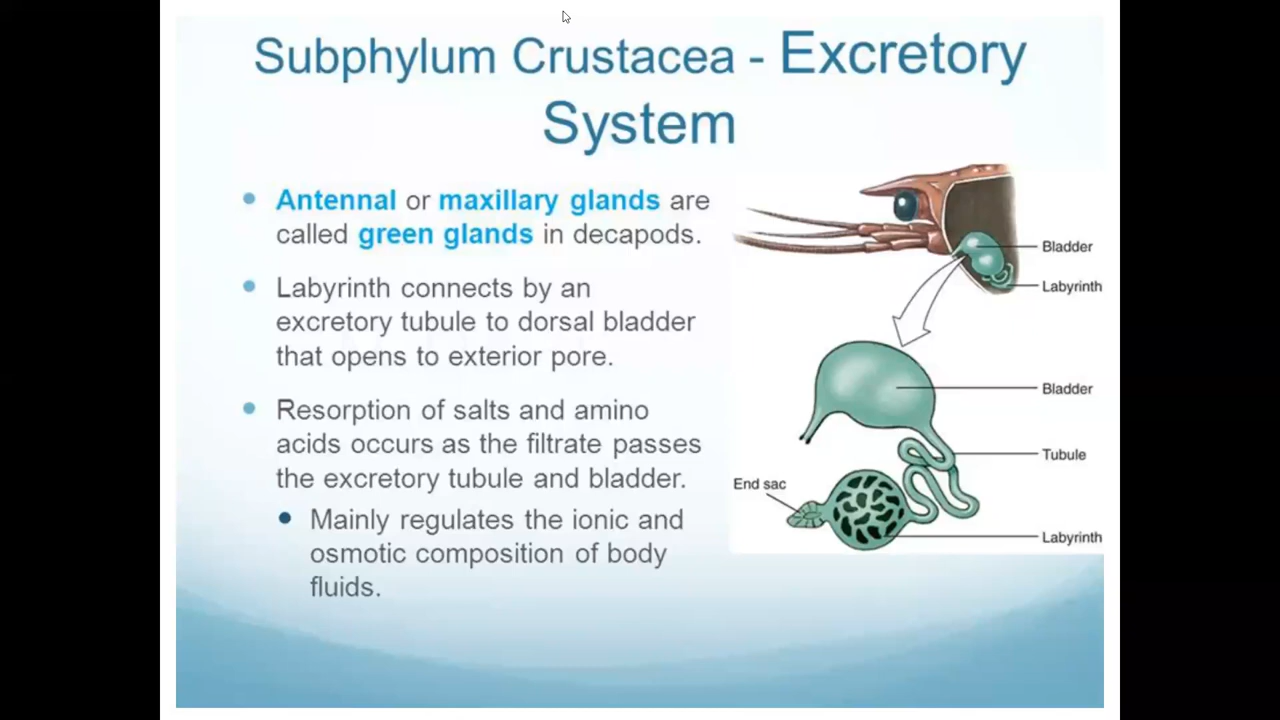 Subphylum Crustacea - Excretory
System
Antennal or maxillary glands are
called green glands in decapods.
Labyrinth connects by an
excretory tubule to dorsal bladder
that opens to exterior pore.
Resorption of salts and amino
acids occurs as the filtrate passes
the excretory tubule and bladder.
Mainly regulates the ionic and
osmotic composition of body
fluids.
Bladder
Labyrinth
Bladder
Tubule
End sac
Labyrinth